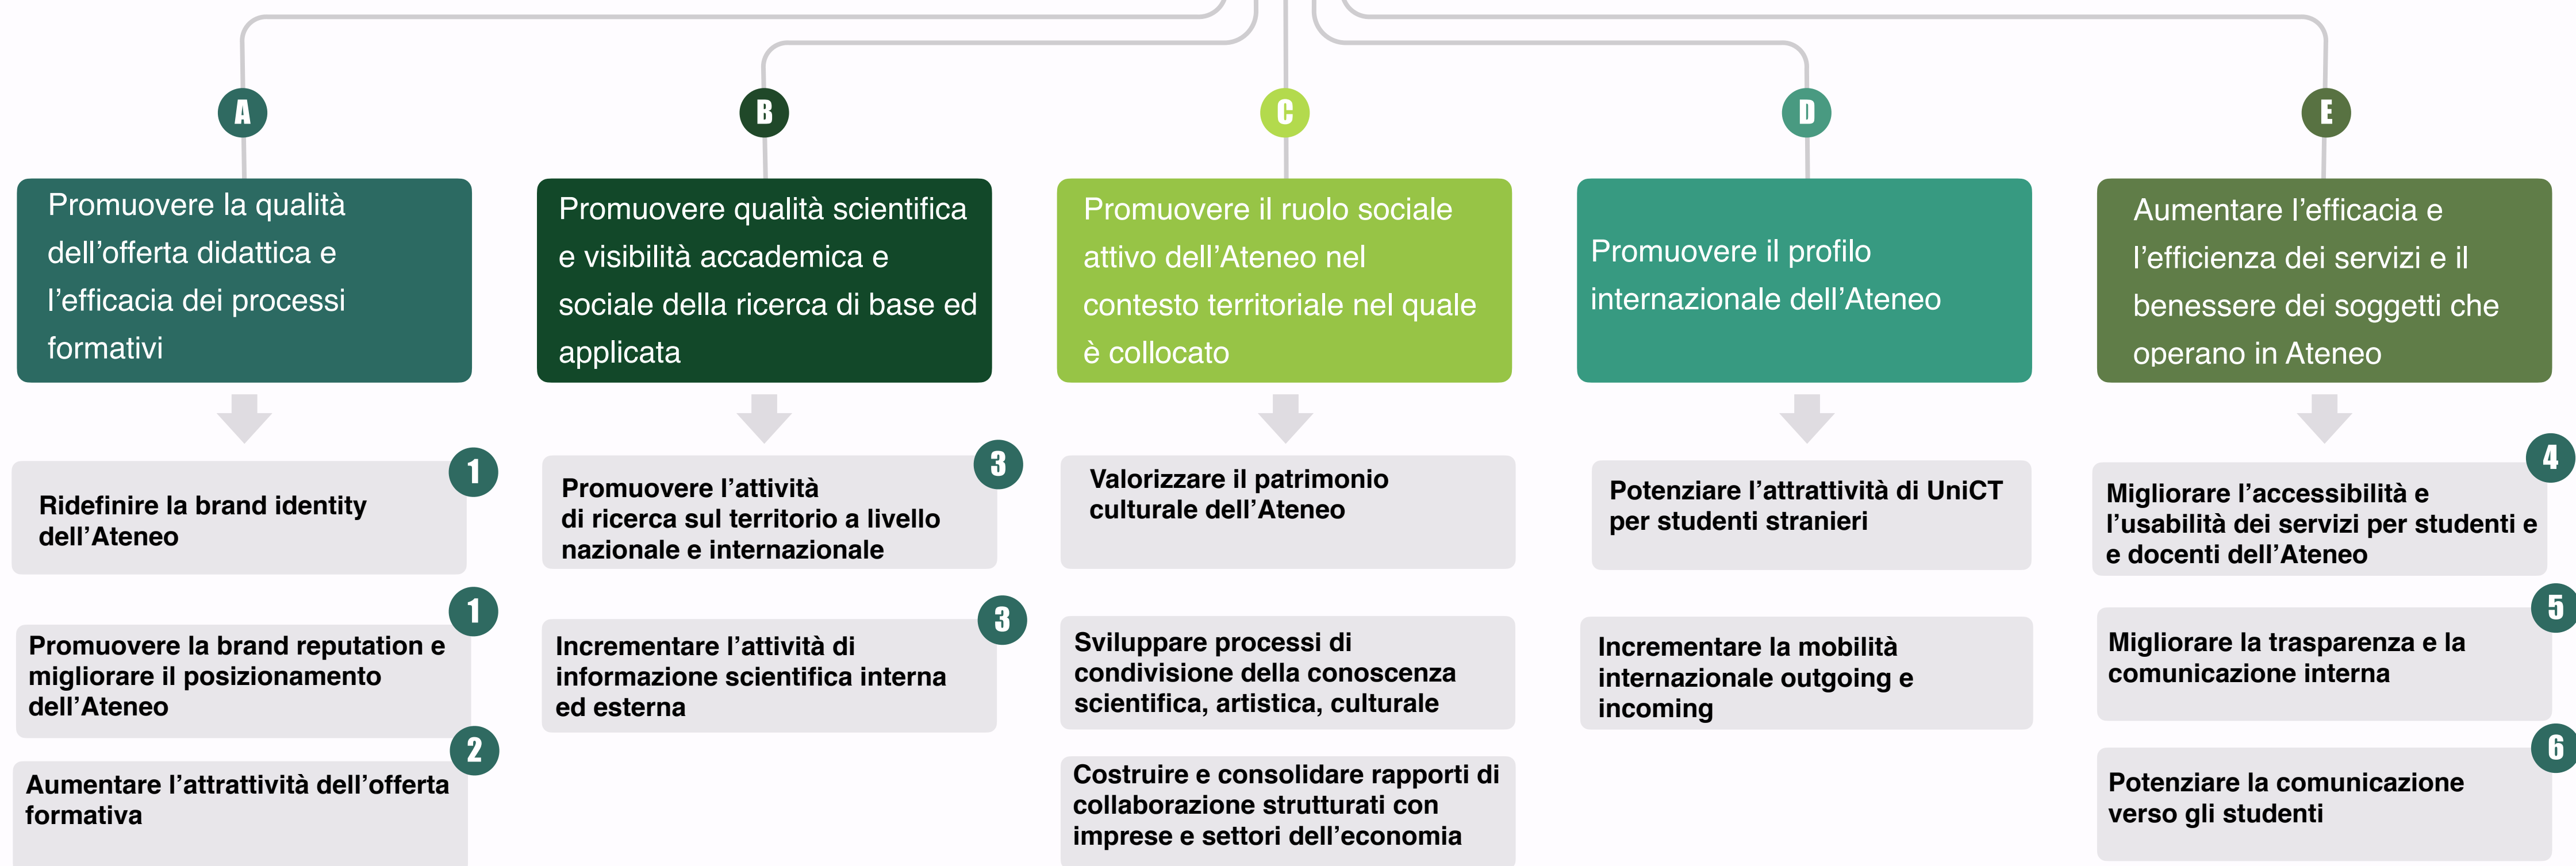 A
Promuovere la qualità
dell'offerta didattica e
l'efficacia dei processi
formativi
1
Ridefinire la brand identity
dell'Ateneo
1
Promuovere la brand reputation e
migliorare il posizionamento
dell'Ateneo
2
Aumentare l'attrattività dell'offerta
formativa
B
Promuovere qualità scientifica
e visibilità accademica e
sociale della ricerca di base ed
applicata
3
Promuovere l'attività
di ricerca sul territorio a livello
nazionale e internazionale
3
Incrementare l'attività di
informazione scientifica interna
ed esterna
C
Promuovere il ruolo sociale
attivo dell'Ateneo nel
contesto territoriale nel quale
è collocato
Valorizzare il patrimonio
culturale dell'Ateneo
Sviluppare processi di
condivisione della conoscenza
scientifica, artistica, culturale
Costruire e consolidare rapporti di
collaborazione strutturati con
imprese e settori dell'economia
D
Promuovere il profilo
internazionale dell'Ateneo
Potenziare l'attrattività di UniCT
per studenti stranieri
Incrementare la mobilità
internazionale outgoing e
incoming
E
Aumentare l'efficacia e
l'efficienza dei servizi e il
benessere dei soggetti che
operano in Ateneo
4
Migliorare l'accessibilità e
l'usabilità dei servizi per studenti e
e docenti dell'Ateneo
5
Migliorare la trasparenza e la
comunicazione interna
6
Potenziare la comunicazione
verso gli studenti